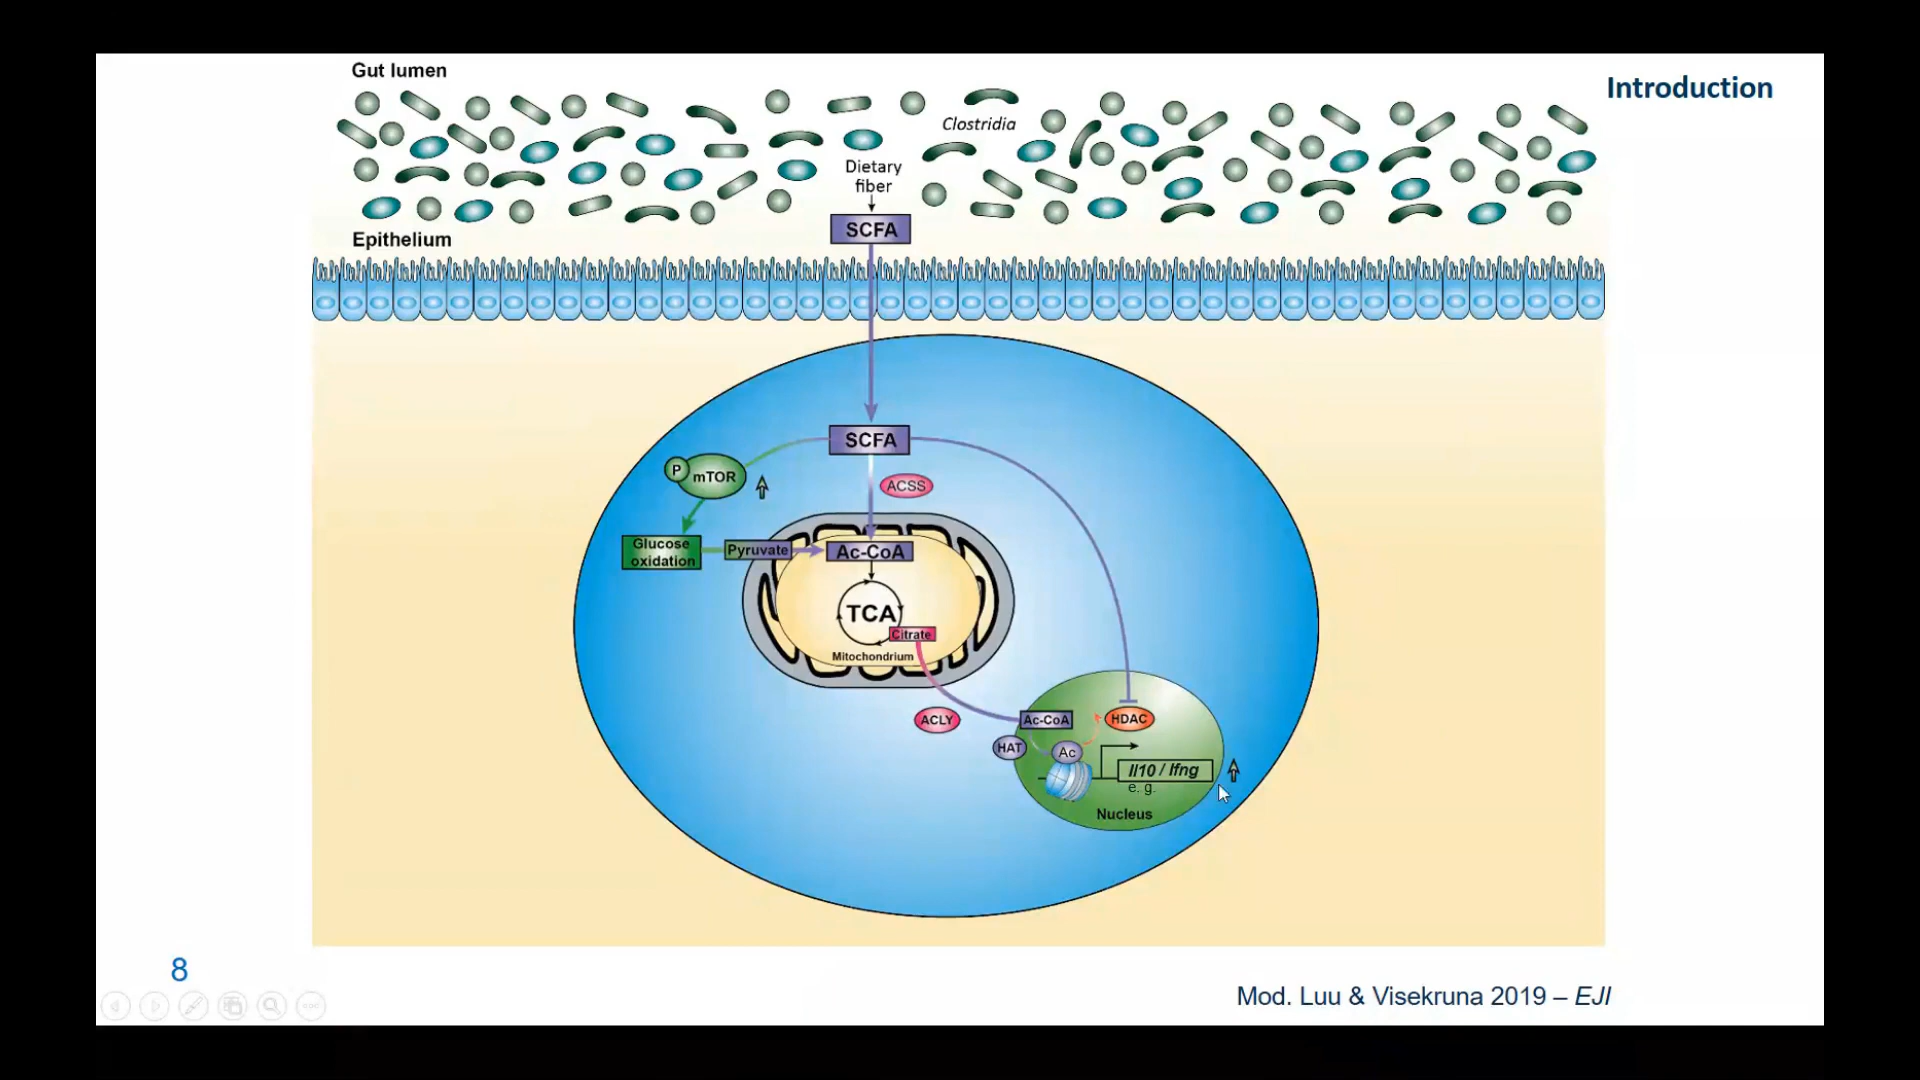 Gut lumen
Introduction
Clostridia
Dietary
fiber
SCFA
Epithelium
SCFA
P
mTOR
ACSS
Glucose
oxidation
Pyruvate
Ac-CoA
TCA
Citrate
Mitochondrium
ACLY
Ac-CoA
HDAC
HAT
Ac
Il10 / Ifng
e. g.
Nucleus
8
Mod. Luu & Visekruna 2019 – EJI